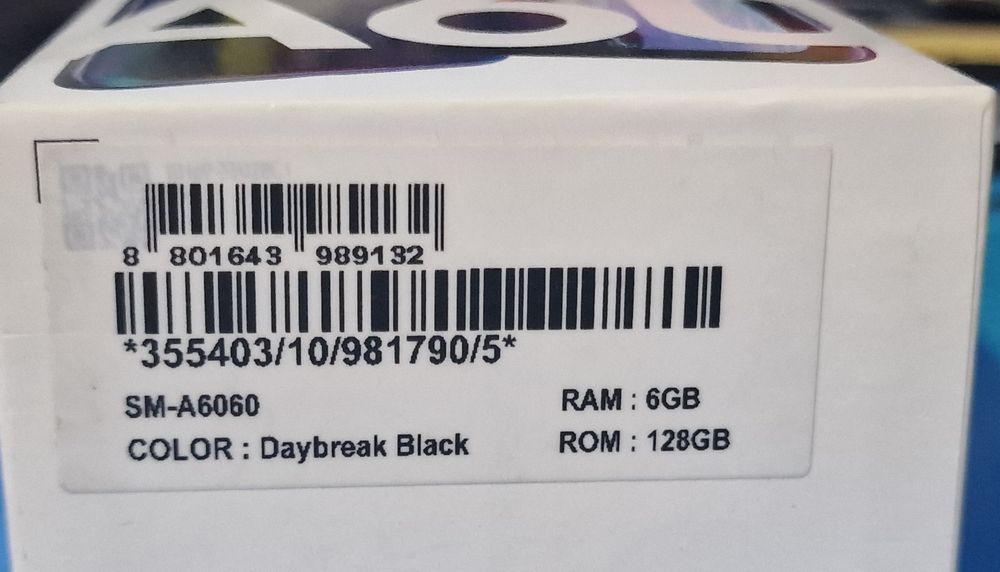 8 801643 989132
*355403/10/981790/5*
SM-A6060
RAM : 6GB
COLOR : Daybreak Black
ROM : 128GB